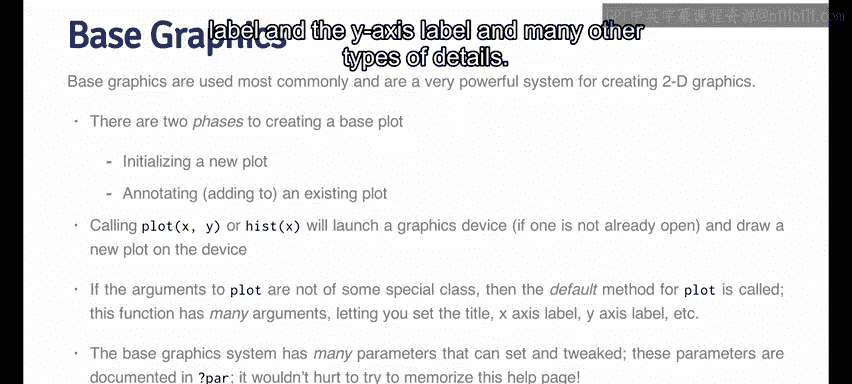 label and the y-axis label and many other
types of details.
Base Graphics
Base graphics are used most commonly and are a very powerful system for creating 2-D graphics.
· There are two phases to creating a base plot
- Initializing a new plot
- Annotating (adding to) an existing plot
· Calling plot(x, y) or hist(x) will launch a graphics device (if one is not already open) and draw a
new plot on the device
· If the arguments to plot are not of some special class, then the default method for plot is called;
this function has many arguments, letting you set the title, x axis label, y axis label, etc.
· The base graphics system has many parameters that can set and tweaked; these parameters are
documented in ?par; it wouldn't hurt to try to memorize this help page!